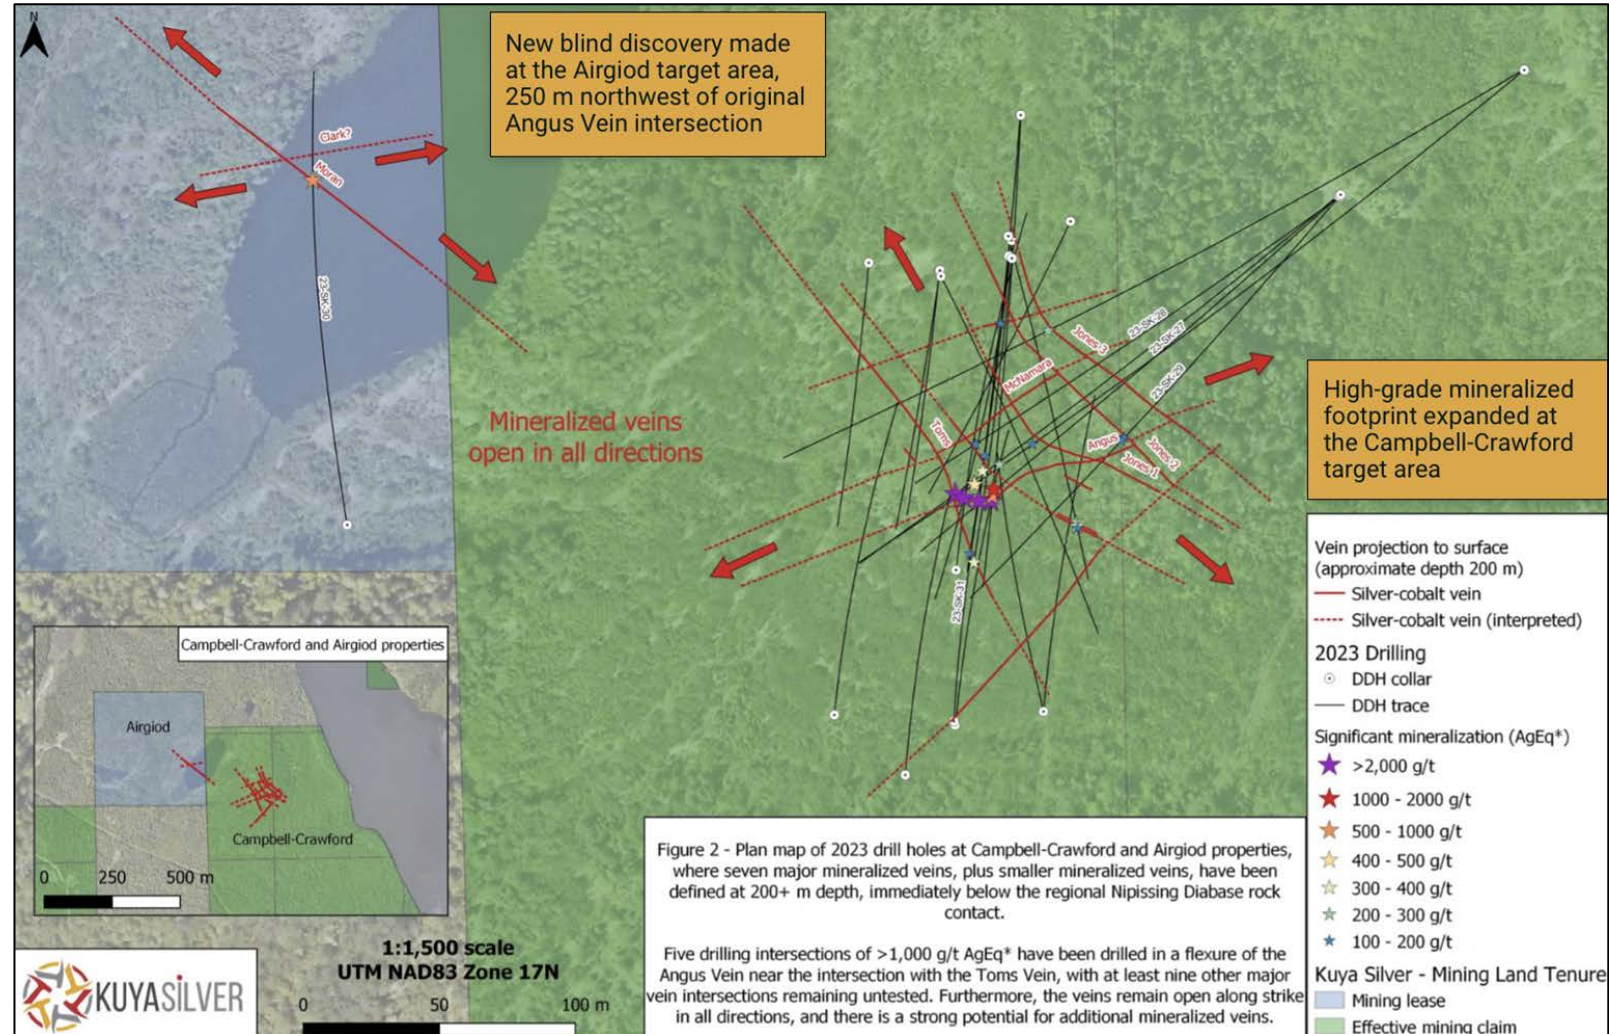 N
New blind discovery made
at the Airgiod target area,
250 m northwest of original
Angus Vein intersection
Clark?
Moran
23-SK-30
Mineralized veins
open in all directions
Jones 3
23-SK-28
23-SK-27
23-SK-29
McNamara
Toms
Angus
Jones 2
Jones 1
23-SK-31
High-grade mineralized
footprint expanded at
the Campbell-Crawford
target area
Vein projection to surface
(approximate depth 200 m)
Silver-cobalt vein
Silver-cobalt vein (interpreted)
2023 Drilling
DDH collar
DDH trace
Significant mineralization (AgEq*)
>2,000 g/t
1000 - 2000 g/t
500 - 1000 g/t
400 - 500 g/t
300 - 400 g/t
200 - 300 g/t
100 - 200 g/t
Kuya Silver - Mining Land Tenure
Mining lease
Effective mining claim
Campbell-Crawford and Airgiod properties
Airgiod
Campbell-Crawford
0 250 500 m
1:1,500 scale
UTM NAD83 Zone 17N
0 50 100 m
KUYASILVER
Figure 2 - Plan map of 2023 drill holes at Campbell-Crawford and Airgiod properties,
where seven major mineralized veins, plus smaller mineralized veins, have been
defined at 200+ m depth, immediately below the regional Nipissing Diabase rock
contact.
Five drilling intersections of >1,000 g/t AgEq* have been drilled in a flexure of the
Angus Vein near the intersection with the Toms Vein, with at least nine other major
vein intersections remaining untested. Furthermore, the veins remain open along strike
in all directions, and there is a strong potential for additional mineralized veins.